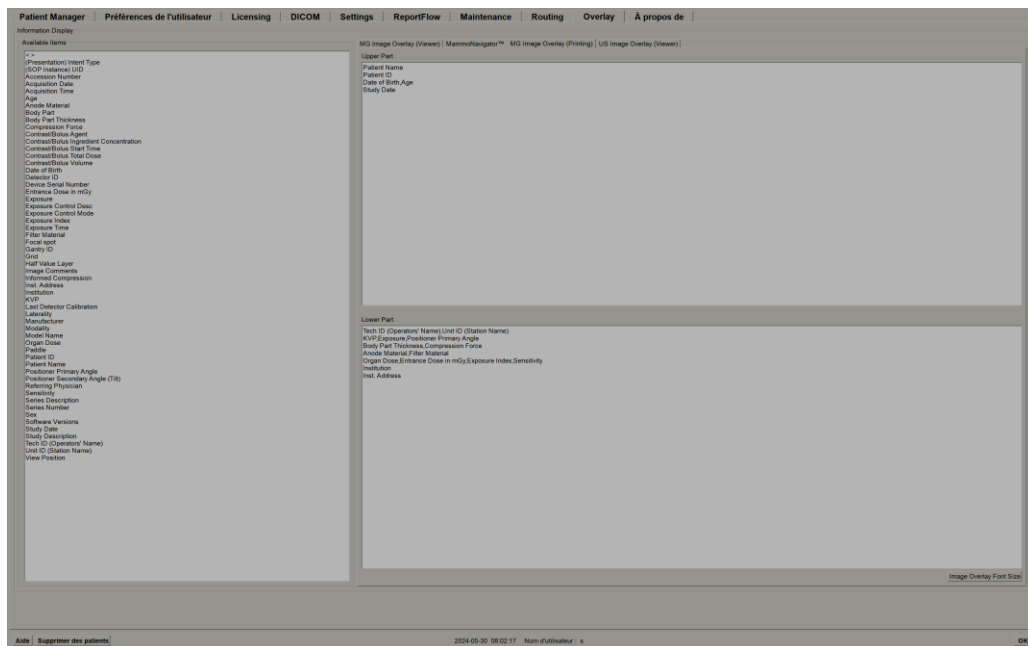 Patient Manager Préférences de l'utilisateur Licensing DICOM Settings ReportFlow Maintenance Routing Overlay À propos de
Information Display
Available Items
< >
(Presentation) Intent Type
(SOP Instance) UID
Accession Number
Acquisition Date
Acquisition Time
Age
Anode Material
Body Part
Body Part Thickness
Compression Force
Contrast/Bolus Agent
Contrast/Bolus Ingredient Concentration
Contrast/Bolus Start Time
Contrast/Bolus Total Dose
Contrast/Bolus Volume
Date of Birth
Detector ID
Device Serial Number
Entrance Dose in mGy
Exposure
Exposure Control Desc
Exposure Control Mode
Exposure Index
Exposure Time
Filter Material
Focal spot
Gantry ID
Grid
Half Value Layer
Image Comments
Informed Compression
Inst. Address
Institution
KVP
Last Detector Calibration
Laterality
Manufacturer
Modality
Model Name
Organ Dose
Paddle
Patient ID
Patient Name
Positioner Primary Angle
Positioner Secondary Angle (Tilt)
Referring Physician
Sensitivity
Series Description
Series Number
Sex
Software Versions
Study Date
Study Description
Tech ID (Operators' Name)
Unit ID (Station Name)
View Position
MG Image Overlay (Viewer) MammoNavigator™ MG Image Overlay (Printing) US Image Overlay (Viewer)
Upper Part
Patient Name
Patient ID
Date of Birth,Age
Study Date
Lower Part
Tech ID (Operators' Name),Unit ID (Station Name)
KVP,Exposure,Positioner Primary Angle
Body Part Thickness,Compression Force
Anode Material,Filter Material
Organ Dose,Entrance Dose in mGy,Exposure Index,Sensitivity
Institution
Inst. Address
Image Overlay Font Size
Aide Supprimer des patients 2024-05-30 08:02:17 Nom d'utilisateur : s OK